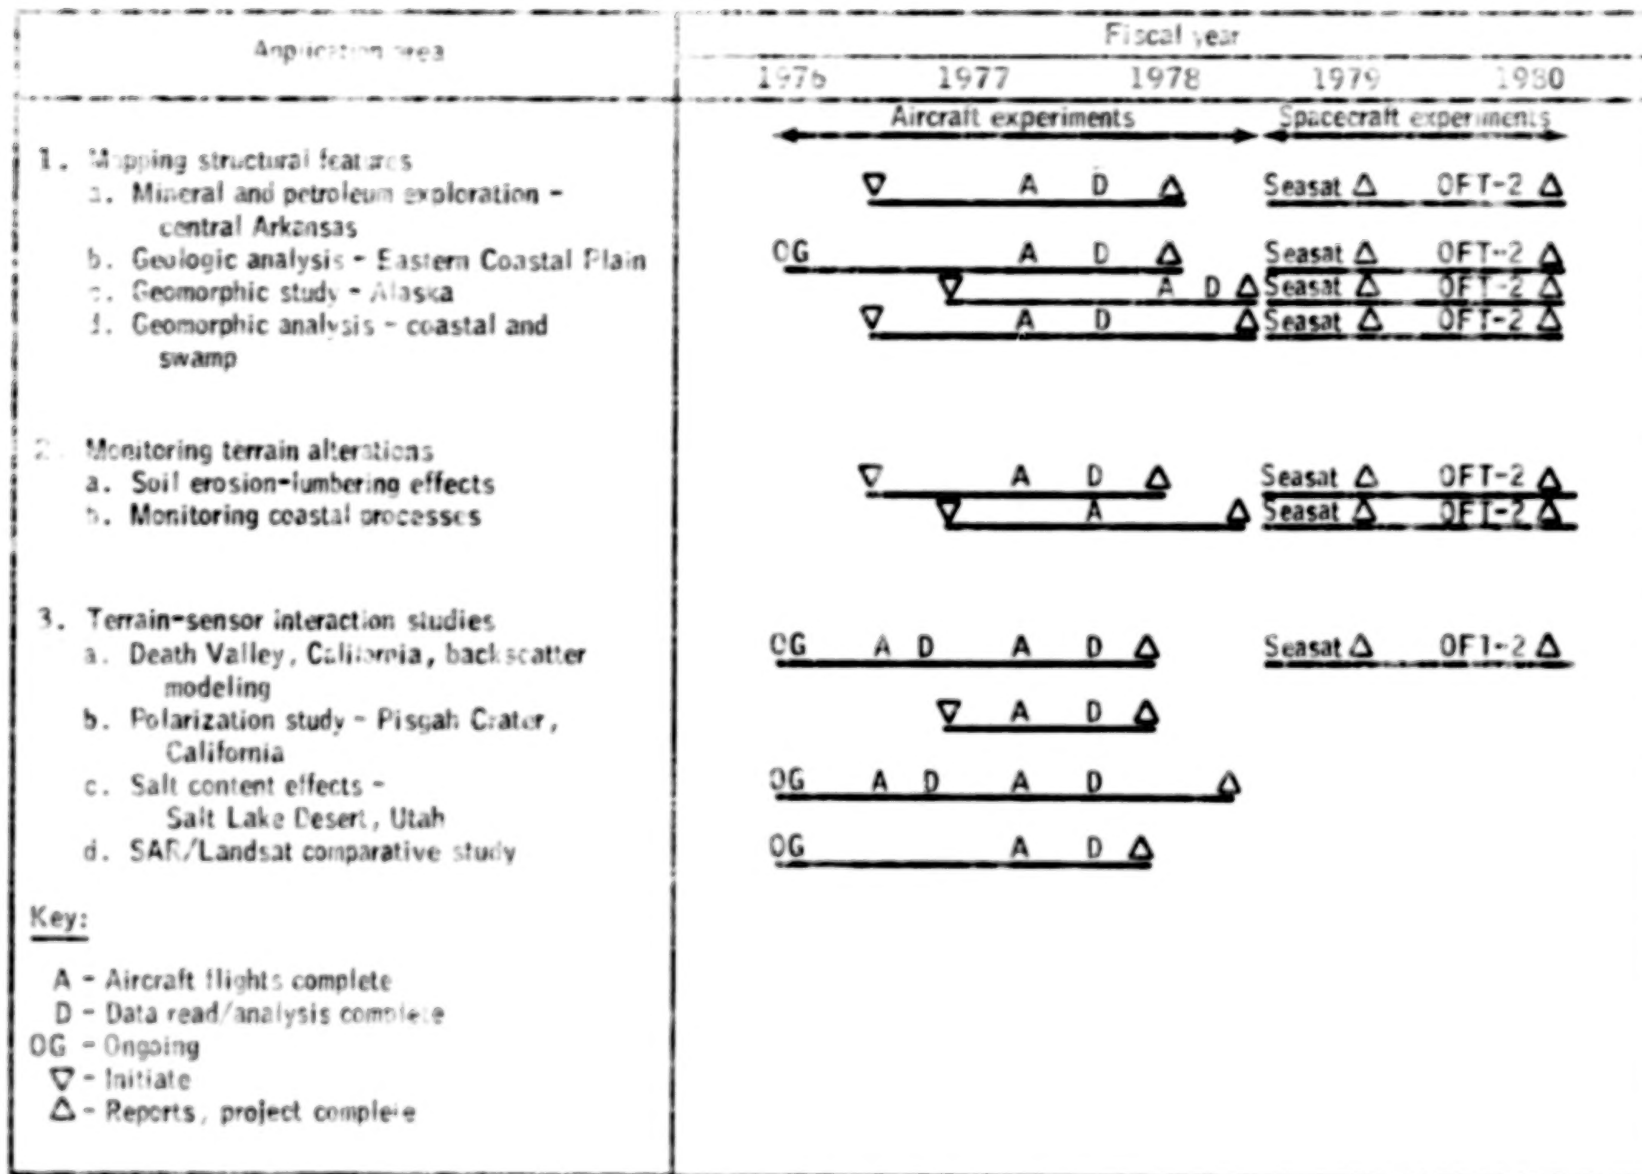 Application area
Fiscal year
1976 1977 1978 1979 1980
Aircraft experiments Spacecraft experiments
1. Mapping structural features
a. Mineral and petroleum exploration - ▽ A D △ Seasat △ OFT-2 △
central Arkansas
b. Geologic analysis - Eastern Coastal Plain OG A D △ Seasat △ OFT-2 △
c. Geomorphic study - Alaska ▽ A D △ Seasat △ OFT-2 △
d. Geomorphic analysis - coastal and ▽ A D △ Seasat △ OFT-2 △
swamp
2. Monitoring terrain alterations
a. Soil erosion-lumbering effects ▽ A D △ Seasat △ OFT-2 △
b. Monitoring coastal processes ▽ A △ Seasat △ OFT-2 △
3. Terrain-sensor interaction studies
a. Death Valley, California, backscatter OG A D A D △ Seasat △ OFT-2 △
modeling
b. Polarization study - Pisgah Crater, ▽ A D △
California
c. Salt content effects - OG A D A D △
Salt Lake Desert, Utah
d. SAR/Landsat comparative study OG A D △
Key:
A - Aircraft flights complete
D - Data read/analysis complete
OG - Ongoing
▽ - Initiate
△ - Reports, project complete